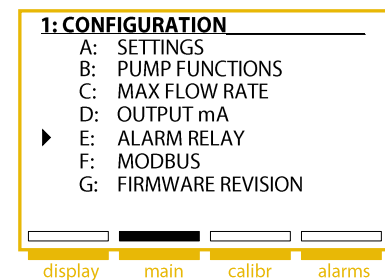 1: CONFIGURATION
A: SETTINGS
B: PUMP FUNCTIONS
C: MAX FLOW RATE
D: OUTPUT mA
E: ALARM RELAY
F: MODBUS
G: FIRMWARE REVISION
display main calibr alarms